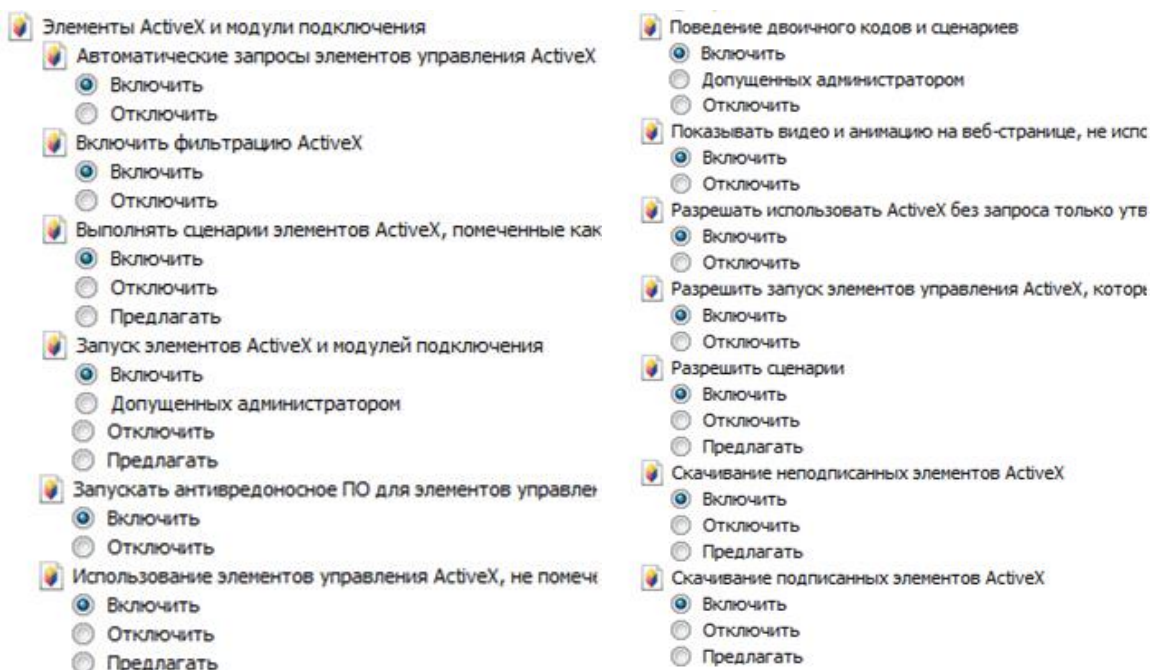 Элементы ActiveX и модули подключения
Автоматические запросы элементов управления ActiveX
Включить
Отключить
Включить фильтрацию ActiveX
Включить
Отключить
Выполнять сценарии элементов ActiveX, помеченные как
Включить
Отключить
Предлагать
Запуск элементов ActiveX и модулей подключения
Включить
Допущенных администратором
Отключить
Предлагать
Запускать антивредоносное ПО для элементов управлен
Включить
Отключить
Использование элементов управления ActiveX, не помече
Включить
Отключить
Предлагать
Поведение двоичного кодов и сценариев
Включить
Допущенных администратором
Отключить
Показывать видео и анимацию на веб-странице, не испо
Включить
Отключить
Разрешать использовать ActiveX без запроса только утв
Включить
Отключить
Разрешить запуск элементов управления ActiveX, которы
Включить
Отключить
Разрешить сценарии
Включить
Отключить
Предлагать
Скачивание неподписанных элементов ActiveX
Включить
Отключить
Предлагать
Скачивание подписанных элементов ActiveX
Включить
Отключить
Предлагать